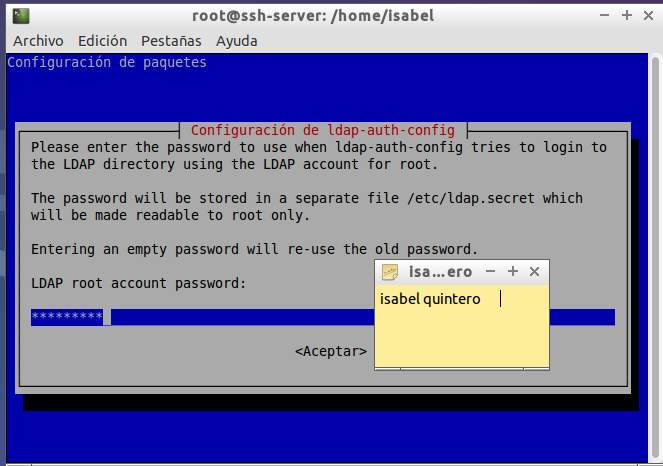 root@ssh-server: /home/isabel
Archivo Edición Pestañas Ayuda
Configuración de paquetes
Configuración de ldap-auth-config
Please enter the password to use when ldap-auth-config tries to login to
the LDAP directory using the LDAP account for root.
The password will be stored in a separate file /etc/ldap.secret which
will be made readable to root only.
Entering an empty password will re-use the old password.
LDAP root account password:
*********
<Aceptar>
isa...ero
isabel quintero